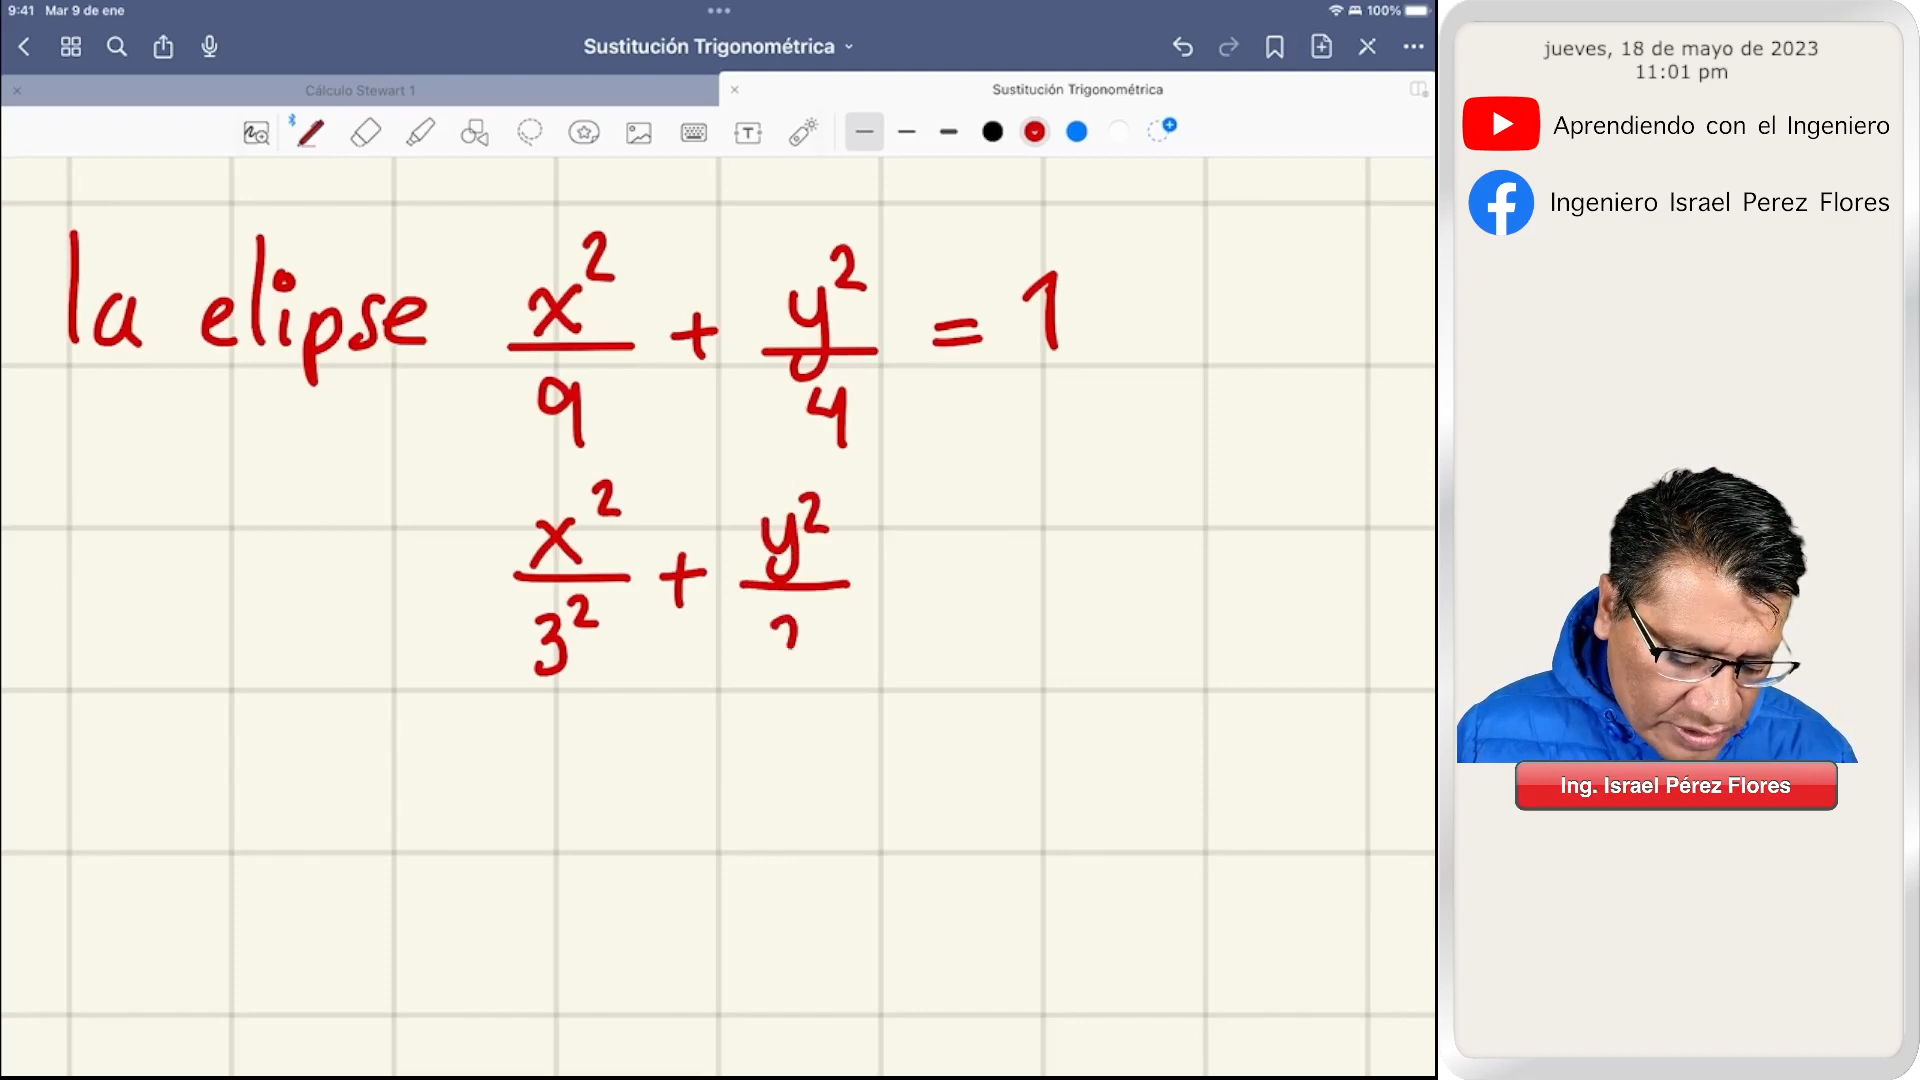 9:41 Mar 9 de ene
100%
Sustitución Trigonométrica
Cálculo Stewart 1
Sustitución Trigonométrica
T
la elipse x²/9 + y²/4 = 1
x²/3² + y²/2
jueves, 18 de mayo de 2023
11:01 pm
Aprendiendo con el Ingeniero
Ingeniero Israel Perez Flores
Ing. Israel Pérez Flores